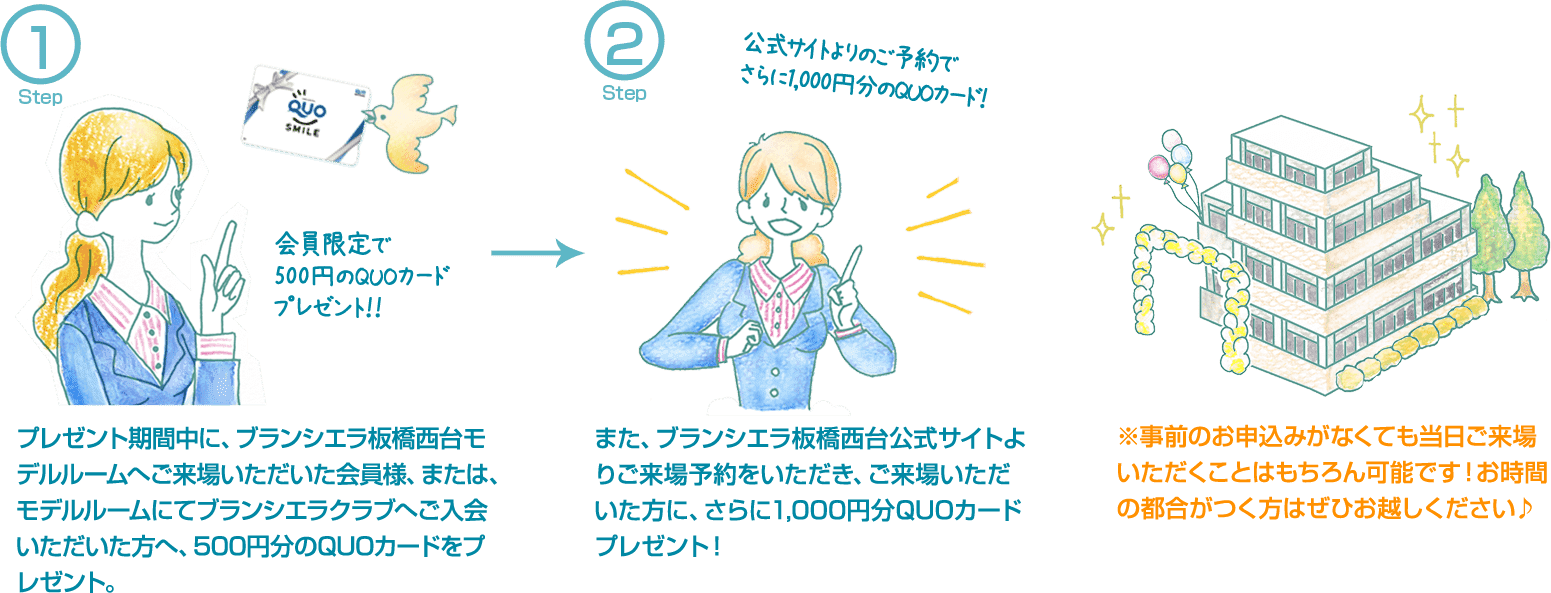 1
Step
QUO
SMILE
会員限定で
500円のQUOカード
プレゼント!!
プレゼント期間中に、ブランシエラ板橋西台モ
デルルームへご来場いただいた会員様、または、
モデルルームにてブランシエラクラブへご入会
いただいた方へ、500円分のQUOカードをプ
レゼント。
2
Step
公式サイトよりのご予約で
さらに1,000円分のQUOカード!
また、ブランシエラ板橋西台公式サイトよ
りご来場予約をいただき、ご来場いただ
いた方に、さらに1,000円分QUOカード
プレゼント!
※事前のお申込みがなくても当日ご来場
いただくことはもちろん可能です!お時間
の都合がつく方はぜひお越しください♪